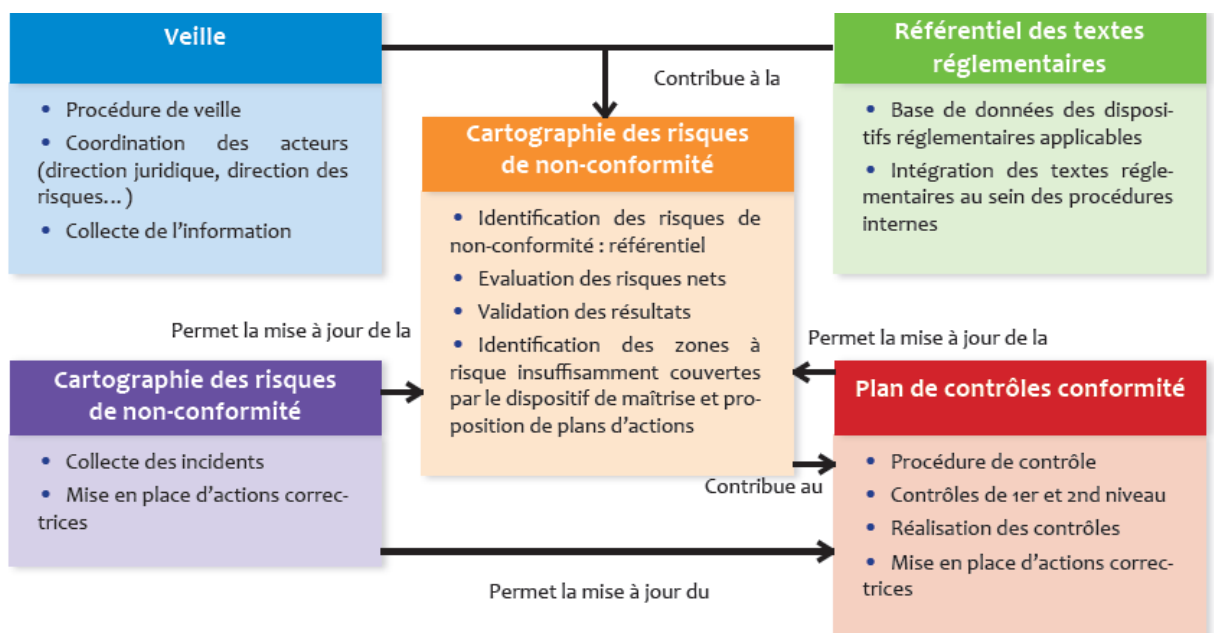 Veille
• Procédure de veille
• Coordination des acteurs
(direction juridique, direction des
risques...)
• Collecte de l'information
Contribue à la
Référentiel des textes
réglementaires
• Base de données des disposi-
tifs réglementaires applicables
• Intégration des textes régle-
mentaires au sein des procédures
internes
Cartographie des risques
de non-conformité
• Identification des risques de
non-conformité : référentiel
• Evaluation des risques nets
• Validation des résultats
• Identification des zones à
risque insuffisamment couvertes
par le dispositif de maîtrise et pro-
position de plans d'actions
Permet la mise à jour de la
Permet la mise à jour de la
Cartographie des risques
de non-conformité
• Collecte des incidents
• Mise en place d'actions correc-
trices
Plan de contrôles conformité
• Procédure de contrôle
• Contrôles de 1er et 2nd niveau
• Réalisation des contrôles
• Mise en place d'actions correc-
trices
Contribue au
Permet la mise à jour du